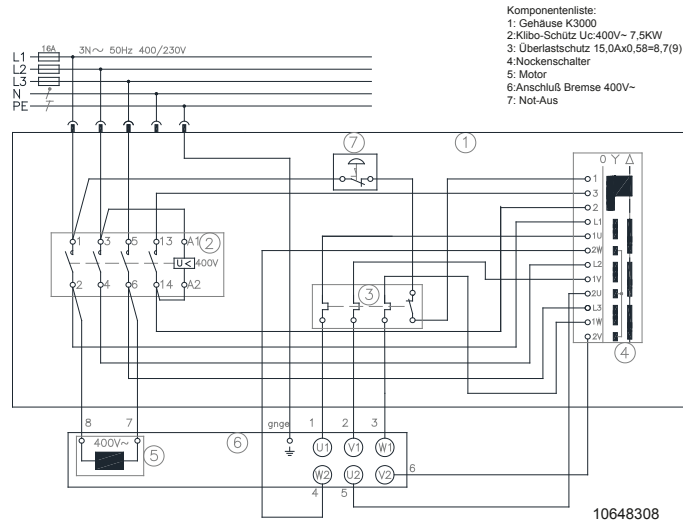 Komponentenliste:
1: Gehäuse K3000
2:Klibo-Schütz Uc:400V~ 7,5KW
3: Überlastschutz 15,0Ax0,58=8,7(9)
4:Nockenschalter
5: Motor
6:Anschluß Bremse 400V~
7: Not-Aus
16A 3N~ 50Hz 400/230V
L1
L2
L3
N
PE
7
1
0 Y Δ
1
3
2
L1
1U
2W
L2
1V
2U
L3
1W
2V
4
1 3 5 13 A1 2
U< 400V
2 4 6 14 A2
3
8 7 gnge 1 2 3
400V~
5
6
U1 V1 W1
W2 U2 V2 6
4 5
10648308